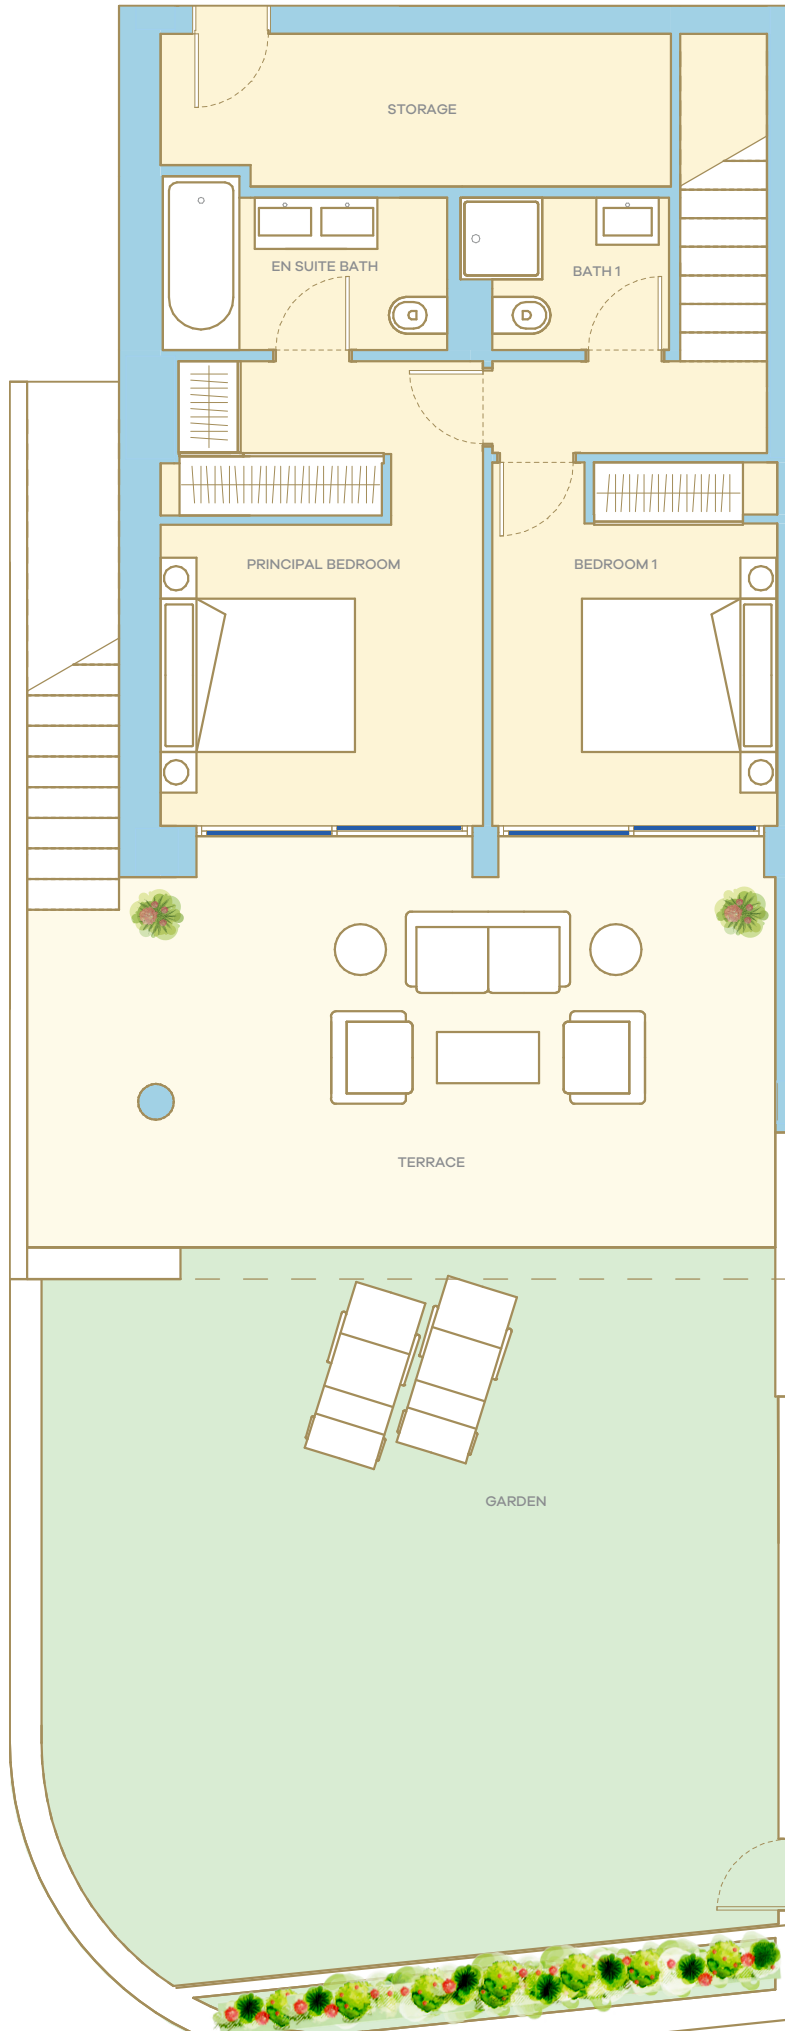 STORAGE
EN SUITE BATH
BATH 1
PRINCIPAL BEDROOM
BEDROOM 1
TERRACE
GARDEN